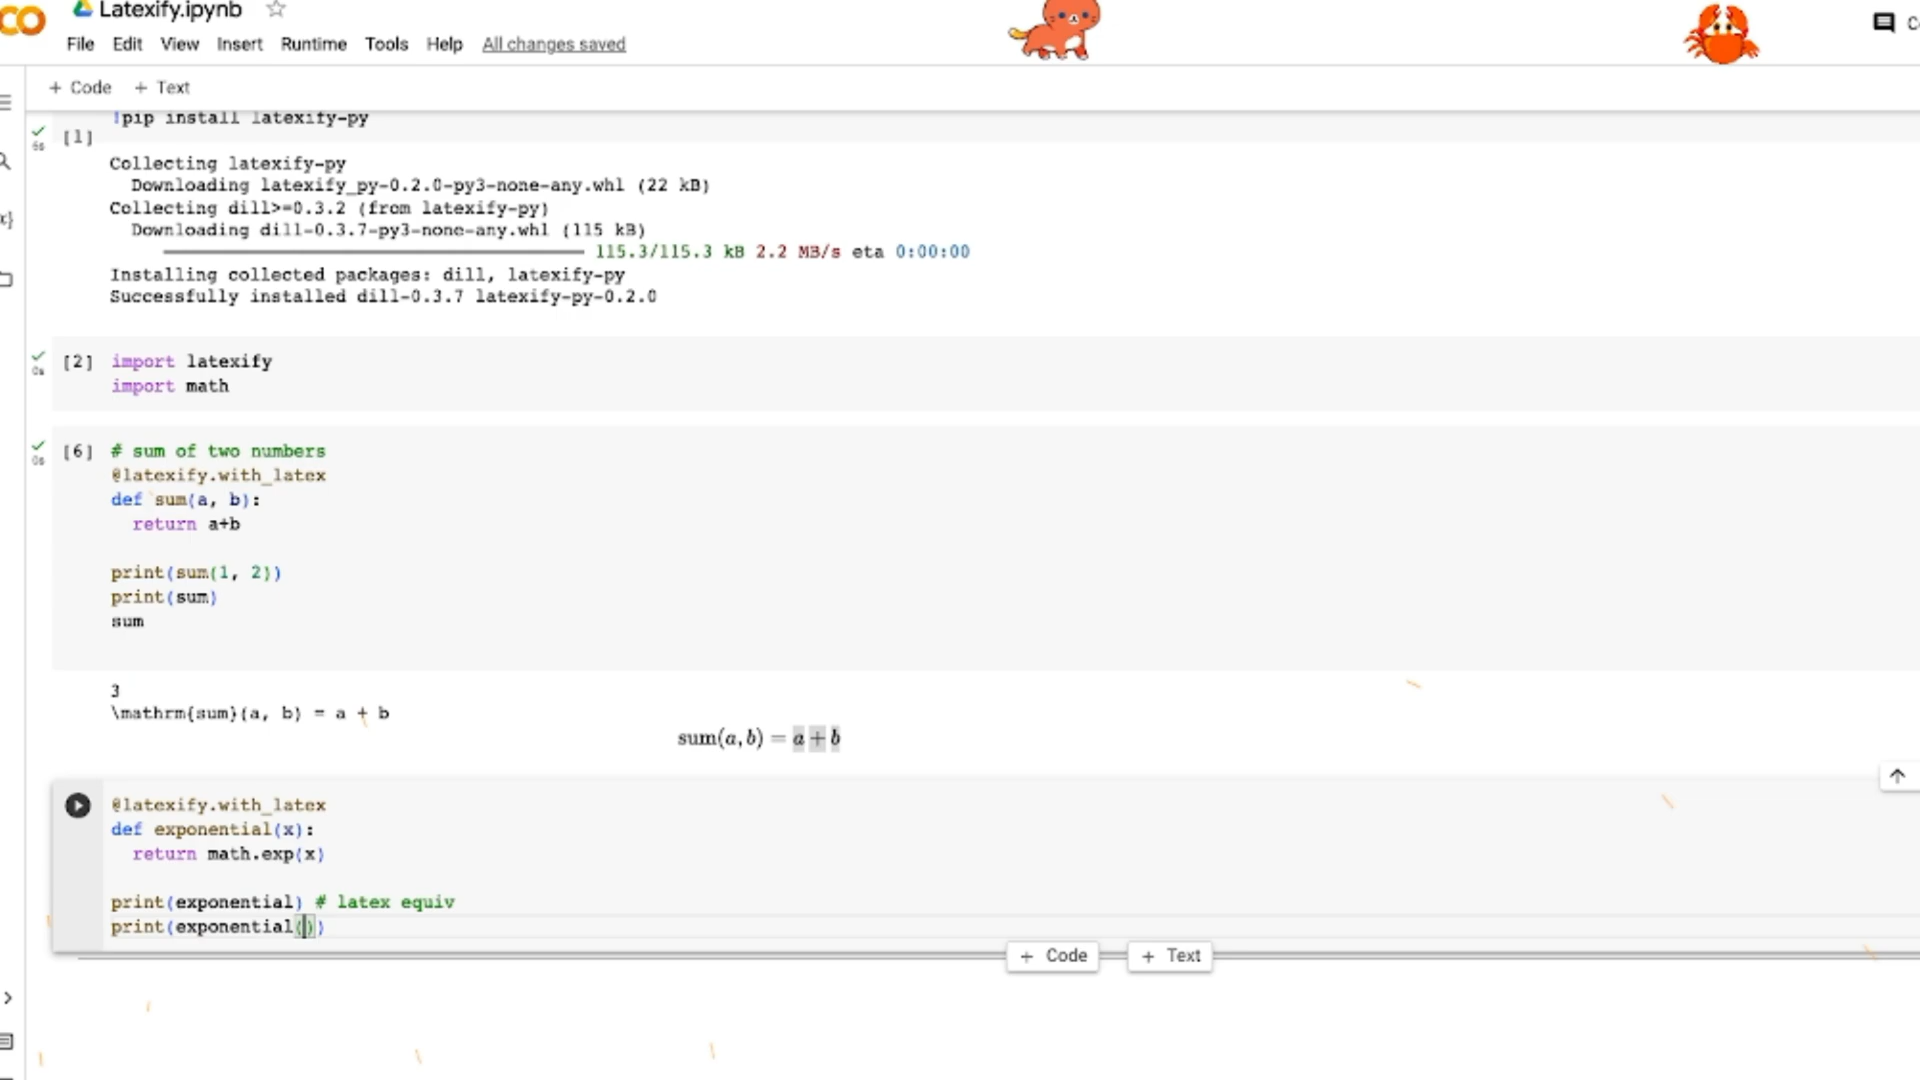 CO
Latexify.ipynb
File Edit View Insert Runtime Tools Help All changes saved
+ Code + Text
!pip install latexify-py
[1]
6s
Collecting latexify-py
Downloading latexify_py-0.2.0-py3-none-any.whl (22 kB)
Collecting dill>=0.3.2 (from latexify-py)
Downloading dill-0.3.7-py3-none-any.whl (115 kB)
115.3/115.3 kB 2.2 MB/s eta 0:00:00
Installing collected packages: dill, latexify-py
Successfully installed dill-0.3.7 latexify-py-0.2.0
[2] import latexify
0s
import math
[6] # sum of two numbers
0s
@latexify.with_latex
def sum(a, b):
return a+b
print(sum(1, 2))
print(sum)
sum
3
\mathrm{sum}(a, b) = a + b
sum(a, b) = a + b
@latexify.with_latex
def exponential(x):
return math.exp(x)
print(exponential) # latex equiv
print(exponential())
+ Code + Text